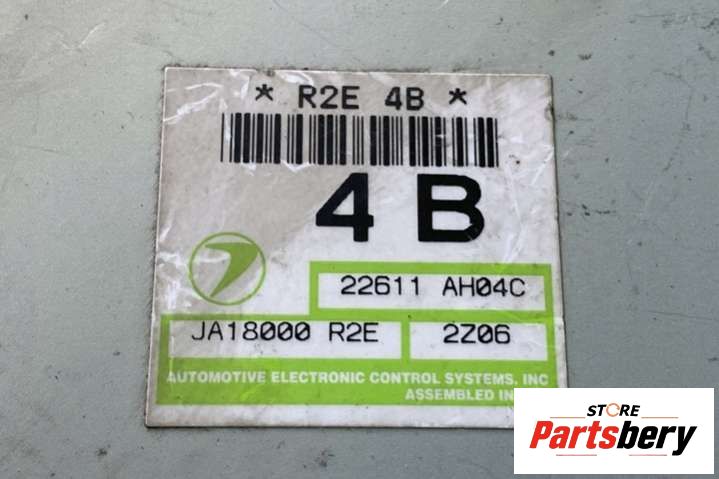 * R2E 4B *
4 B
22611 AH04C
JA18000 R2E 2Z06
AUTOMOTIVE ELECTRONIC CONTROL SYSTEMS, INC
ASSEMBLED IN
STORE
Partsbery